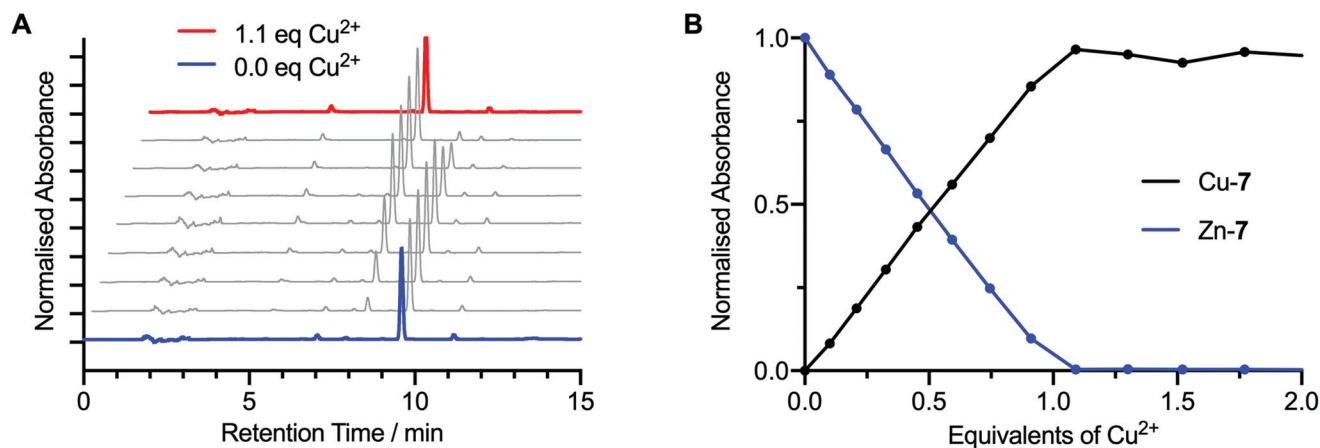 A
1.1 eq Cu²⁺
0.0 eq Cu²⁺
Normalised Absorbance
0 5 10 15
Retention Time / min
B
1.0
0.5
0.0
Normalised Absorbance
Cu-7
Zn-7
0.0 0.5 1.0 1.5 2.0
Equivalents of Cu²⁺